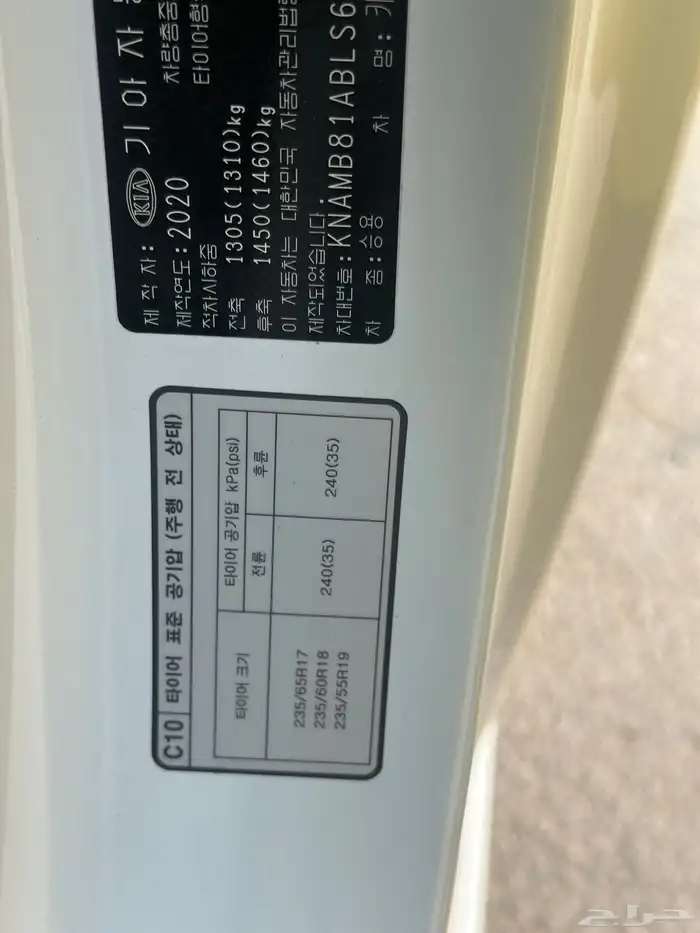 제 작 자: KIA 기 아 자
제작연도: 2020 차량총중
적차시하중 타이어형
전축 1305(1310)kg
후축 1450(1460)kg
이 자동차는 대한민국 자동차관리법령
제작되었습니다.
차대번호: KNAMB81ABLS6
차 종: 승용 차 명:
C10 타이어 표준 공기압 (주행 전 상태)
타이어 크기 타이어 공기압 kPa(psi)
전륜 후륜
235/65R17
235/60R18 240(35) 240(35)
235/55R19
حراج